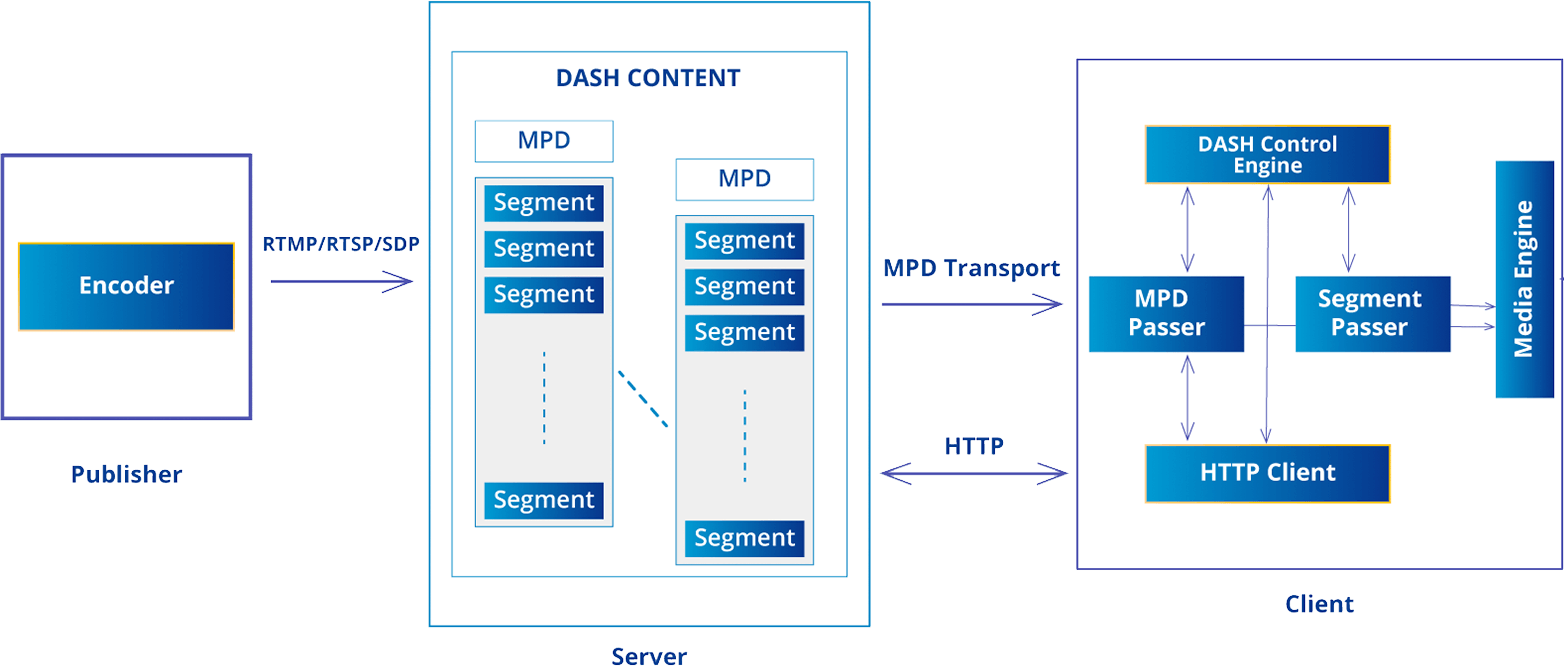 Encoder
Publisher
RTMP/RTSP/SDP
DASH CONTENT
MPD
Segment
Segment
Segment
Segment
MPD
Segment
Segment
Segment
Segment
Server
MPD Transport
HTTP
DASH Control
Engine
MPD
Passer
Segment
Passer
Media Engine
HTTP Client
Client